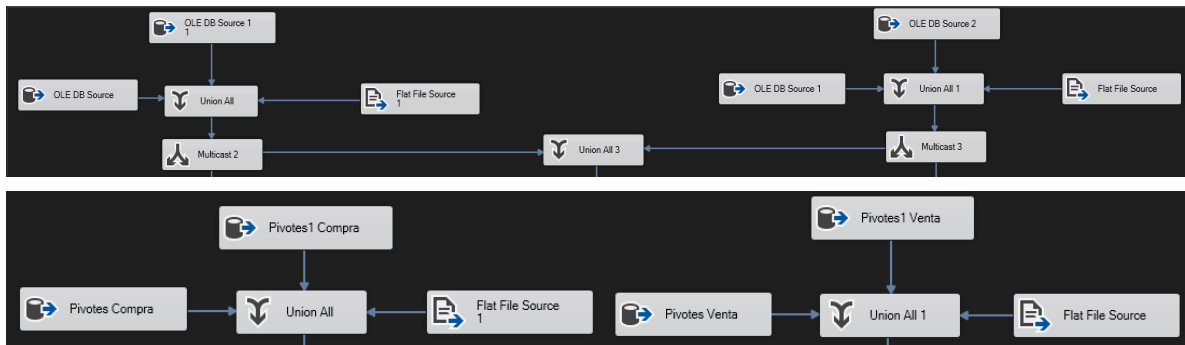 OLE DB Source 1
1
OLE DB Source 2
OLE DB Source
Union All
Flat File Source
1
OLE DB Source 1
Union All 1
Flat File Source
Multicast 2
Union All 3
Multicast 3
Pivotes1 Compra
Pivotes1 Venta
Pivotes Compra
Union All
Flat File Source
1
Pivotes Venta
Union All 1
Flat File Source